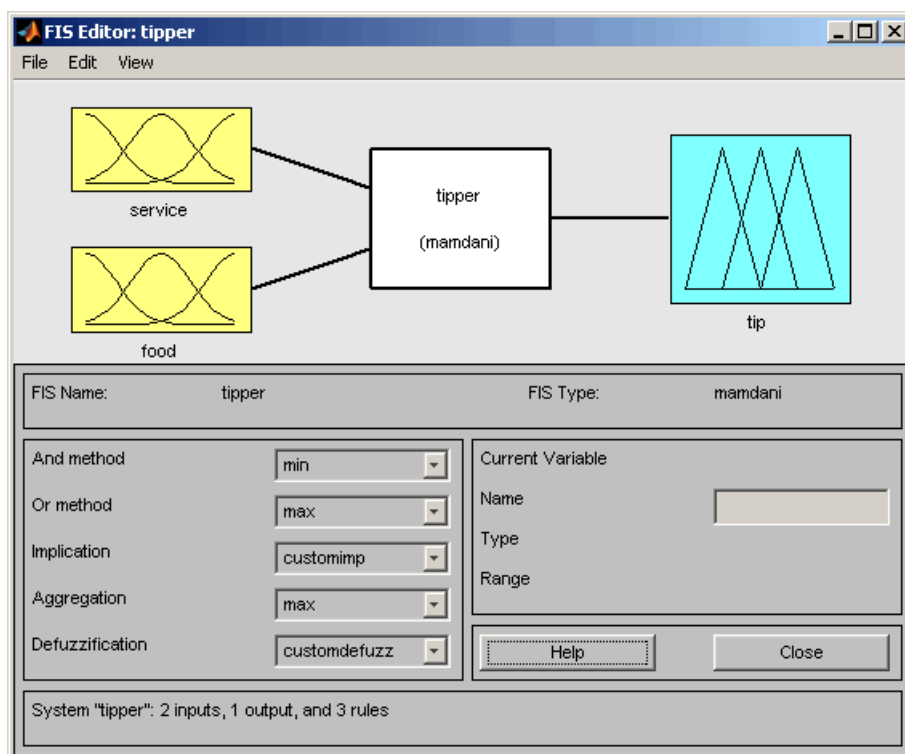 FIS Editor: tipper
File Edit View
service
food
tipper
(mamdani)
tip
FIS Name: tipper FIS Type: mamdani
And method min
Or method max
Implication customimp
Aggregation max
Defuzzification customdefuzz
Current Variable
Name
Type
Range
Help Close
System "tipper": 2 inputs, 1 output, and 3 rules